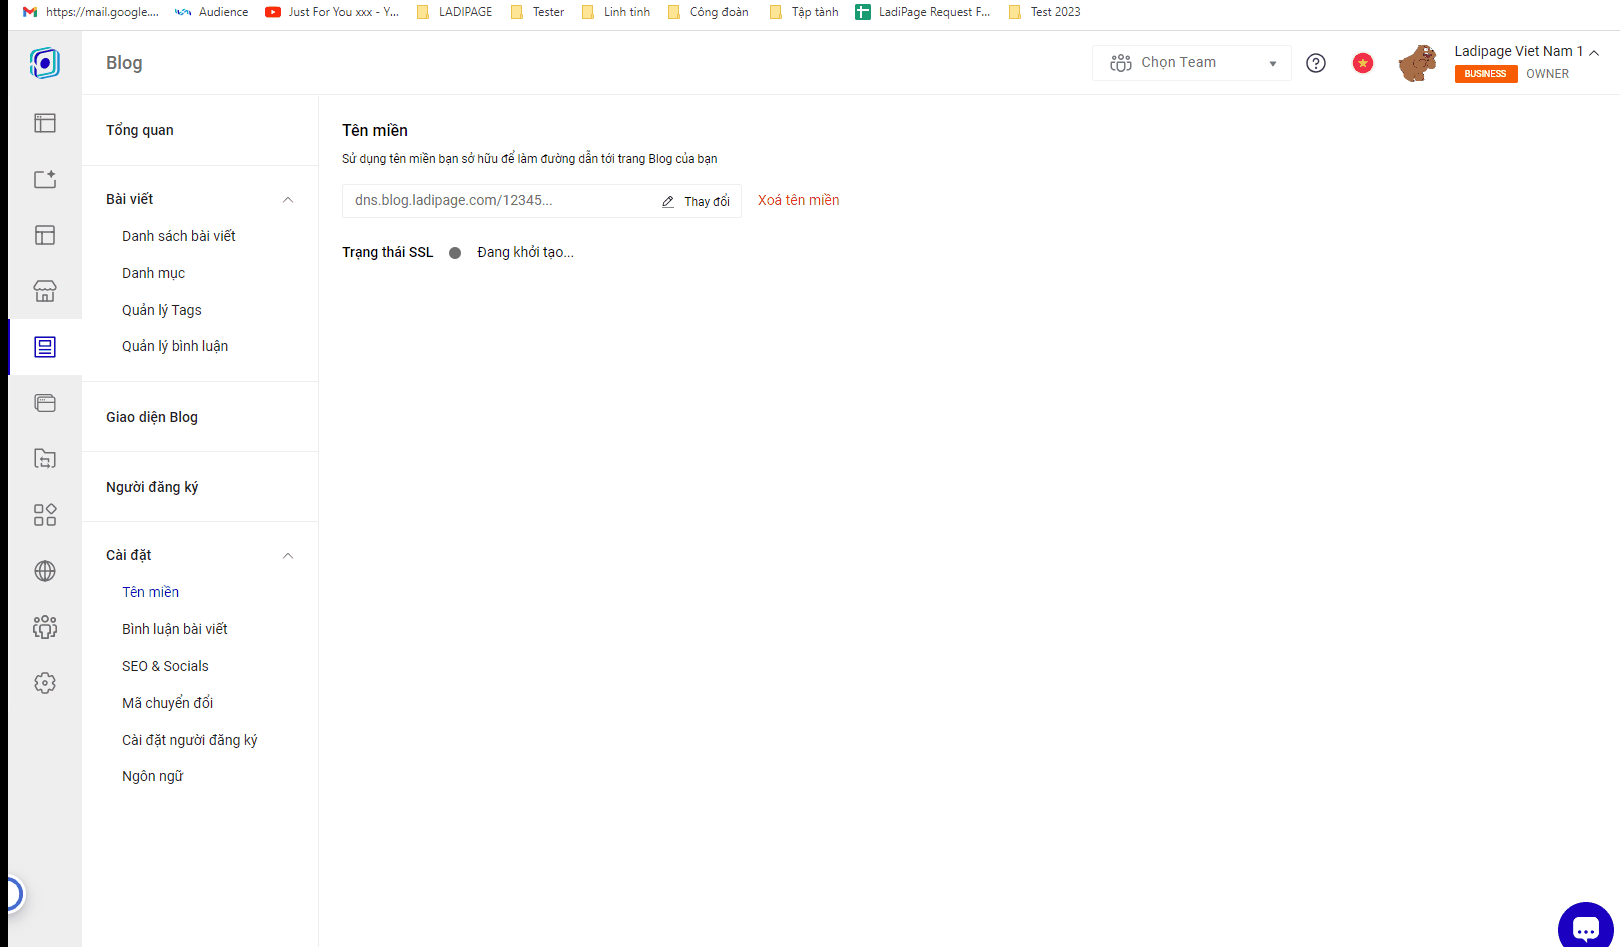 https://mail.google.... Audience Just For You xxx - Y... LADIPAGE Tester Linh tinh Công đoàn Tập tành LadiPage Request F... Test 2023
Blog
Chọn Team
Ladipage Viet Nam 1
BUSINESS OWNER
Tổng quan
Bài viết
Danh sách bài viết
Danh mục
Quản lý Tags
Quản lý bình luận
Giao diện Blog
Người đăng ký
Cài đặt
Tên miền
Bình luận bài viết
SEO & Socials
Mã chuyển đổi
Cài đặt người đăng ký
Ngôn ngữ
Tên miền
Sử dụng tên miền bạn sở hữu để làm đường dẫn tới trang Blog của bạn
dns.blog.ladipage.com/12345... Thay đổi Xoá tên miền
Trạng thái SSL Đang khởi tạo...